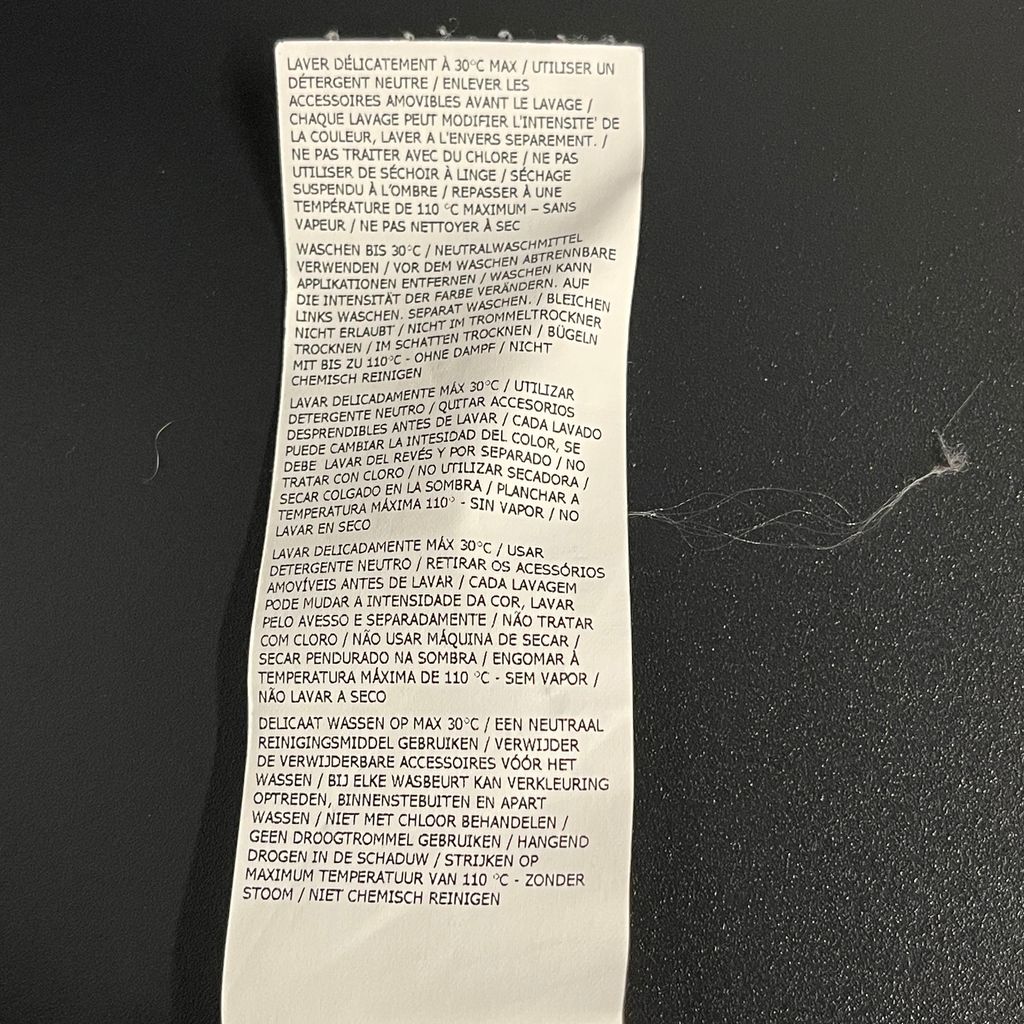 LAVER DÉLICATEMENT À 30°C MAX / UTILISER UN
DÉTERGENT NEUTRE / ENLEVER LES
ACCESSOIRES AMOVIBLES AVANT LE LAVAGE /
CHAQUE LAVAGE PEUT MODIFIER L'INTENSITE' DE
LA COULEUR, LAVER A L'ENVERS SEPAREMENT. /
NE PAS TRAITER AVEC DU CHLORE / NE PAS
UTILISER DE SÉCHOIR À LINGE / SÉCHAGE
SUSPENDU À L'OMBRE / REPASSER À UNE
TEMPÉRATURE DE 110 °C MAXIMUM – SANS
VAPEUR / NE PAS NETTOYER À SEC
WASCHEN BIS 30°C / NEUTRALWASCHMITTEL
VERWENDEN / VOR DEM WASCHEN ABTRENNBARE
APPLIKATIONEN ENTFERNEN / WASCHEN KANN
DIE INTENSITÄT DER FARBE VERÄNDERN. AUF
LINKS WASCHEN. SEPARAT WASCHEN. / BLEICHEN
NICHT ERLAUBT / NICHT IM TROMMELTROCKNER
TROCKNEN / IM SCHATTEN TROCKNEN / BÜGELN
MIT BIS ZU 110°C - OHNE DAMPF / NICHT
CHEMISCH REINIGEN
LAVAR DELICADAMENTE MÁX 30°C / UTILIZAR
DETERGENTE NEUTRO / QUITAR ACCESORIOS
DESPRENDIBLES ANTES DE LAVAR / CADA LAVADO
PUEDE CAMBIAR LA INTESIDAD DEL COLOR, SE
DEBE LAVAR DEL REVÉS Y POR SEPARADO / NO
TRATAR CON CLORO / NO UTILIZAR SECADORA /
SECAR COLGADO EN LA SOMBRA / PLANCHAR A
TEMPERATURA MÁXIMA 110° - SIN VAPOR / NO
LAVAR EN SECO
LAVAR DELICADAMENTE MÁX 30°C / USAR
DETERGENTE NEUTRO / RETIRAR OS ACESSÓRIOS
AMOVÍVEIS ANTES DE LAVAR / CADA LAVAGEM
PODE MUDAR A INTENSIDADE DA COR, LAVAR
PELO AVESSO E SEPARADAMENTE / NÃO TRATAR
COM CLORO / NÃO USAR MÁQUINA DE SECAR /
SECAR PENDURADO NA SOMBRA / ENGOMAR À
TEMPERATURA MÁXIMA DE 110 °C - SEM VAPOR /
NÃO LAVAR A SECO
DELICAAT WASSEN OP MAX 30°C / EEN NEUTRAAL
REINIGINGSMIDDEL GEBRUIKEN / VERWIJDER
DE VERWIJDERBARE ACCESSOIRES VÓÓR HET
WASSEN / BIJ ELKE WASBEURT KAN VERKLEURING
OPTREDEN, BINNENSTEBUITEN EN APART
WASSEN / NIET MET CHLOOR BEHANDELEN /
GEEN DROOGTROMMEL GEBRUIKEN / HANGEND
DROGEN IN DE SCHADUW / STRIJKEN OP
MAXIMUM TEMPERATUUR VAN 110 °C - ZONDER
STOOM / NIET CHEMISCH REINIGEN